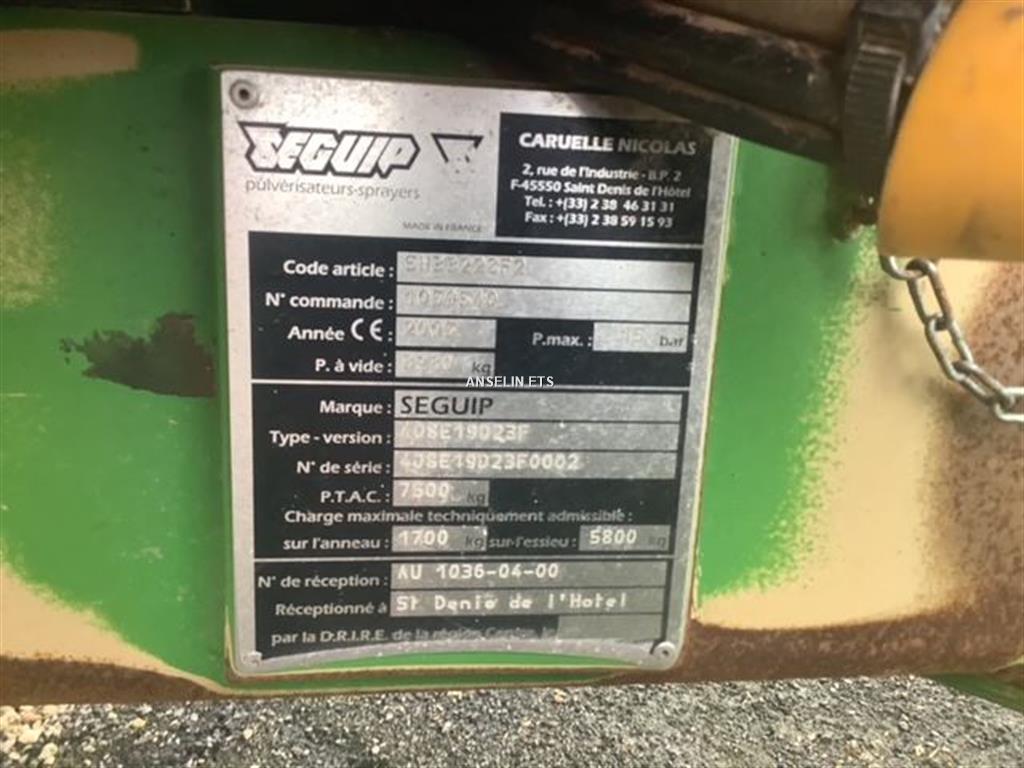 SEGUIP
pulvérisateurs-sprayers
MADE IN FRANCE
CARUELLE NICOLAS
2, rue de l'Industrie - B.P. 2
F-45550 Saint Denis de l'Hôtel
Tel. : +(33) 2 38 46 31 31
Fax : +(33) 2 38 59 15 93
Code article :
N° commande :
Année CE :
P.max. : bar
P. à vide : kg
ANSELIN ETS
Marque : SEGUIP
Type - version : 408E19D23F
N° de série : 408E19D23F0002
P.T.A.C. : 7500 kg
Charge maximale techniquement admissible :
sur l'anneau : 1700 kg sur l'essieu : 5800 kg
N° de réception : AU 1036-04-00
Réceptionné à St Denis de l'Hotel
par la D.R.I.R.E. de la région Centre